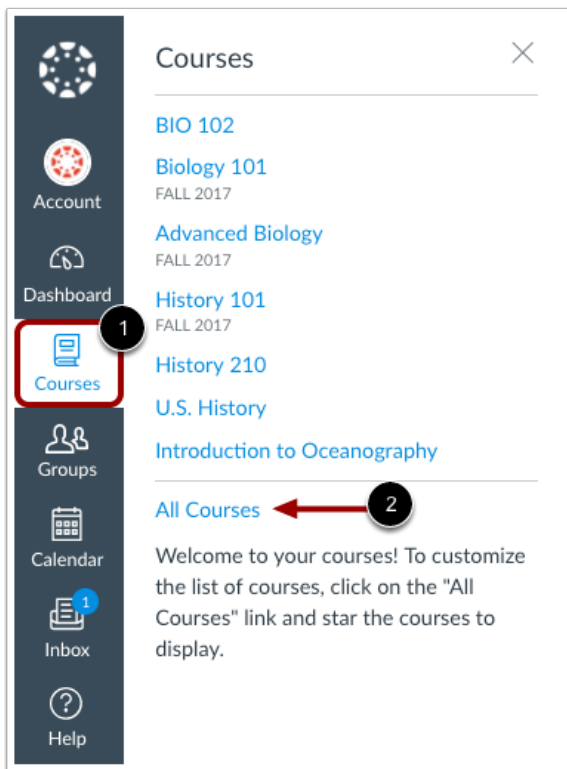 Account
Dashboard
1
Courses
Groups
Calendar
1
Inbox
Help
Courses
BIO 102
Biology 101
FALL 2017
Advanced Biology
FALL 2017
History 101
FALL 2017
History 210
U.S. History
Introduction to Oceanography
All Courses
2
Welcome to your courses! To customize
the list of courses, click on the "All
Courses" link and star the courses to
display.